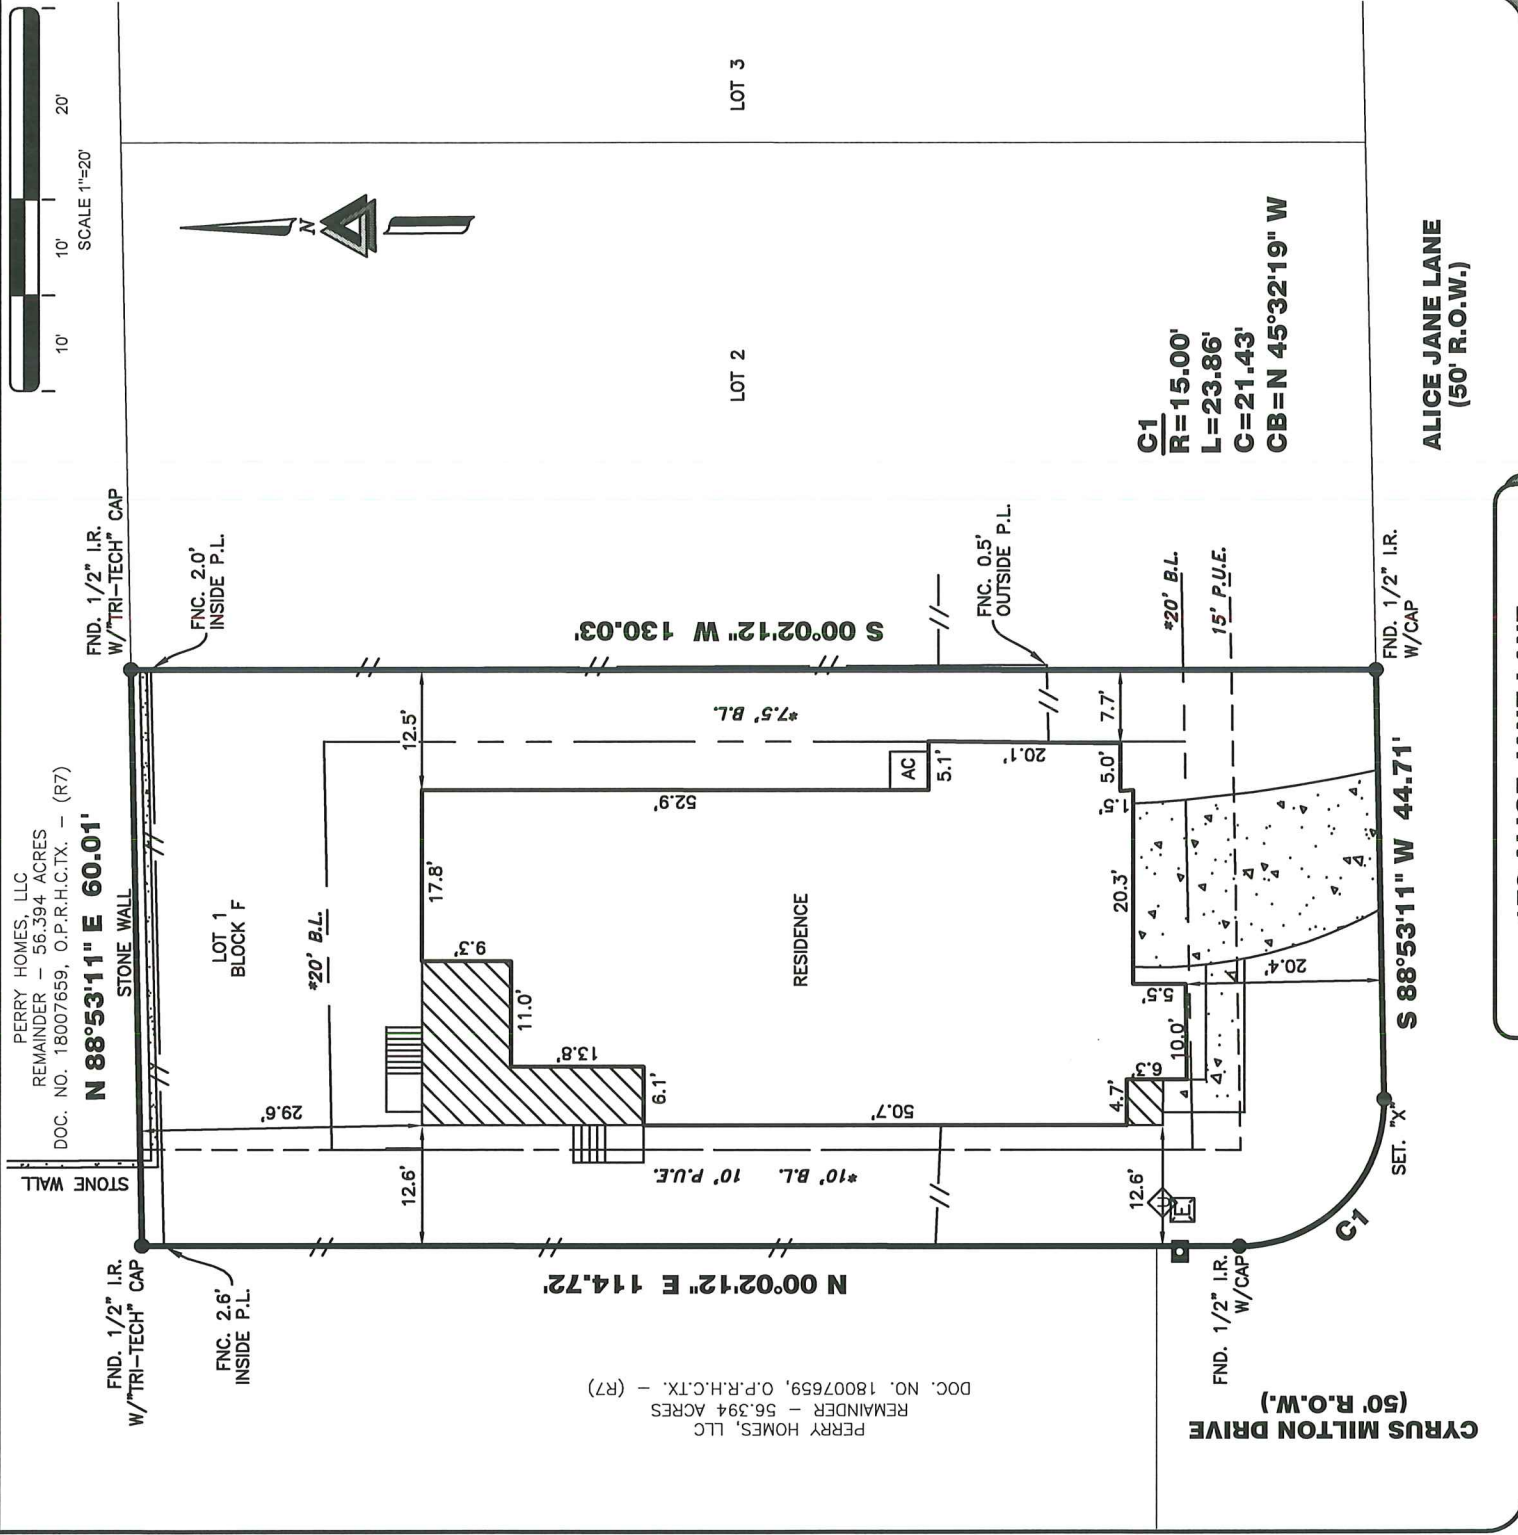 20'
10'
10'
SCALE 1"=20'
LOT 3
N
LOT 2
C1
R=15.00'
L=23.86'
C=21.43'
CB=N 45°32'19" W
ALICE JANE LANE
(50' R.O.W.)
FND. 1/2" I.R.
W/"TRI-TECH" CAP
FNC. 2.0'
INSIDE P.L.
S 00°02'12" W 130.03'
FNC. 0.5'
OUTSIDE P.L.
*20' B.L.
15' P.U.E.
FND. 1/2" I.R.
W/CAP
PERRY HOMES, LLC
REMAINDER - 56.394 ACRES
DOC. NO. 18007659, O.P.R.H.C.TX. - (R7)
N 88°53'11" E 60.01'
STONE WALL
STONE WALL
LOT 1
BLOCK F
*20' B.L.
12.5'
*7.5' B.L.
7.7'
52.9'
AC
5.1'
20.1'
5.0'
1.5'
17.8'
9.3'
11.0'
13.8'
6.1'
RESIDENCE
20.3'
5.5'
20.4'
10.0'
6.3'
4.7'
50.7'
29.6'
12.6'
*10' B.L. 10' P.U.E.
12.6'
E
S 88°53'11" W 44.71'
SET. "X"
C1
FND. 1/2" I.R.
W/"TRI-TECH" CAP
FNC. 2.6'
INSIDE P.L.
N 00°02'12" E 114.72'
FND. 1/2" I.R.
W/CAP
PERRY HOMES, LLC
REMAINDER - 56.394 ACRES
DOC. NO. 18007659, O.P.R.H.C.TX. - (R7)
CYRUS MILTON DRIVE
(50' R.O.W.)